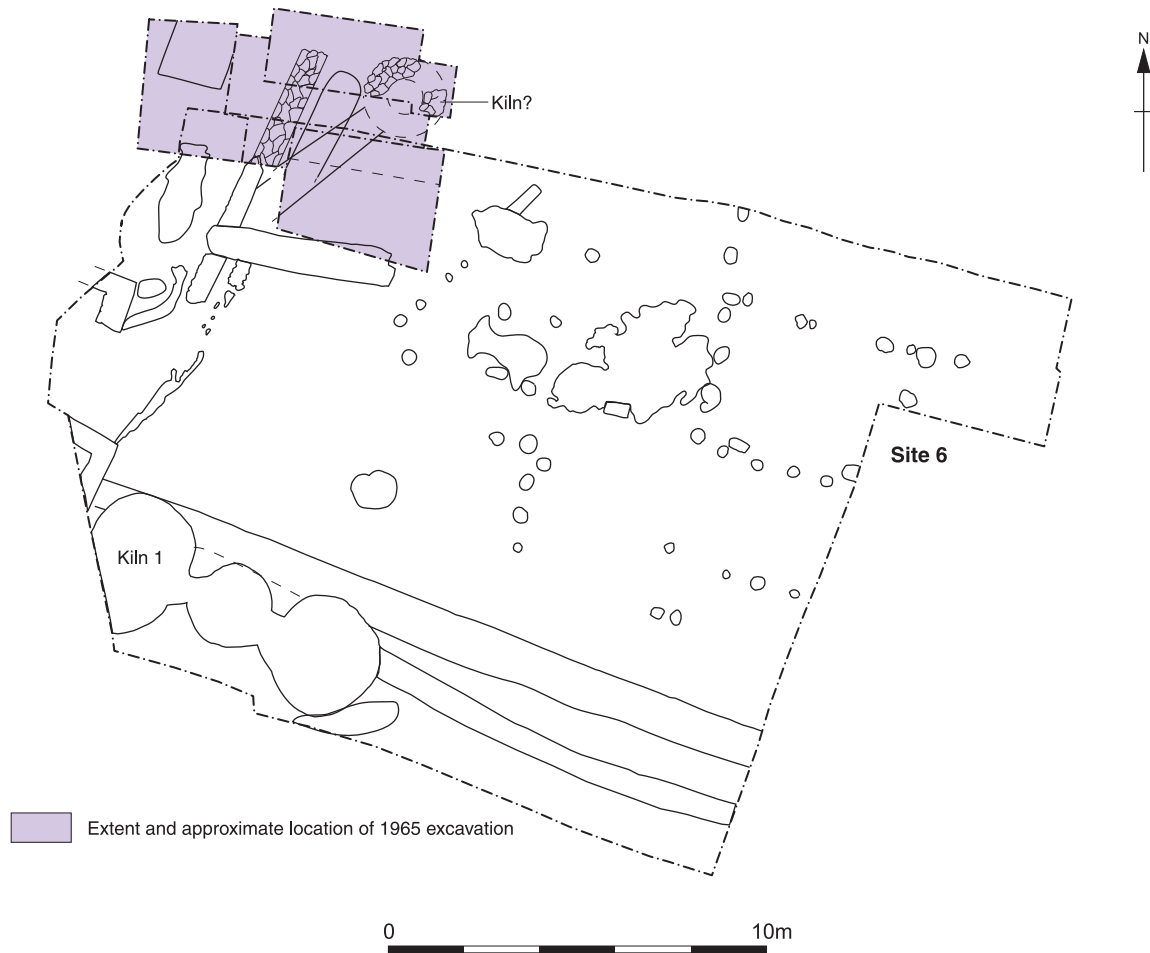 N
Kiln?
Site 6
Kiln 1
Extent and approximate location of 1965 excavation
0 10m